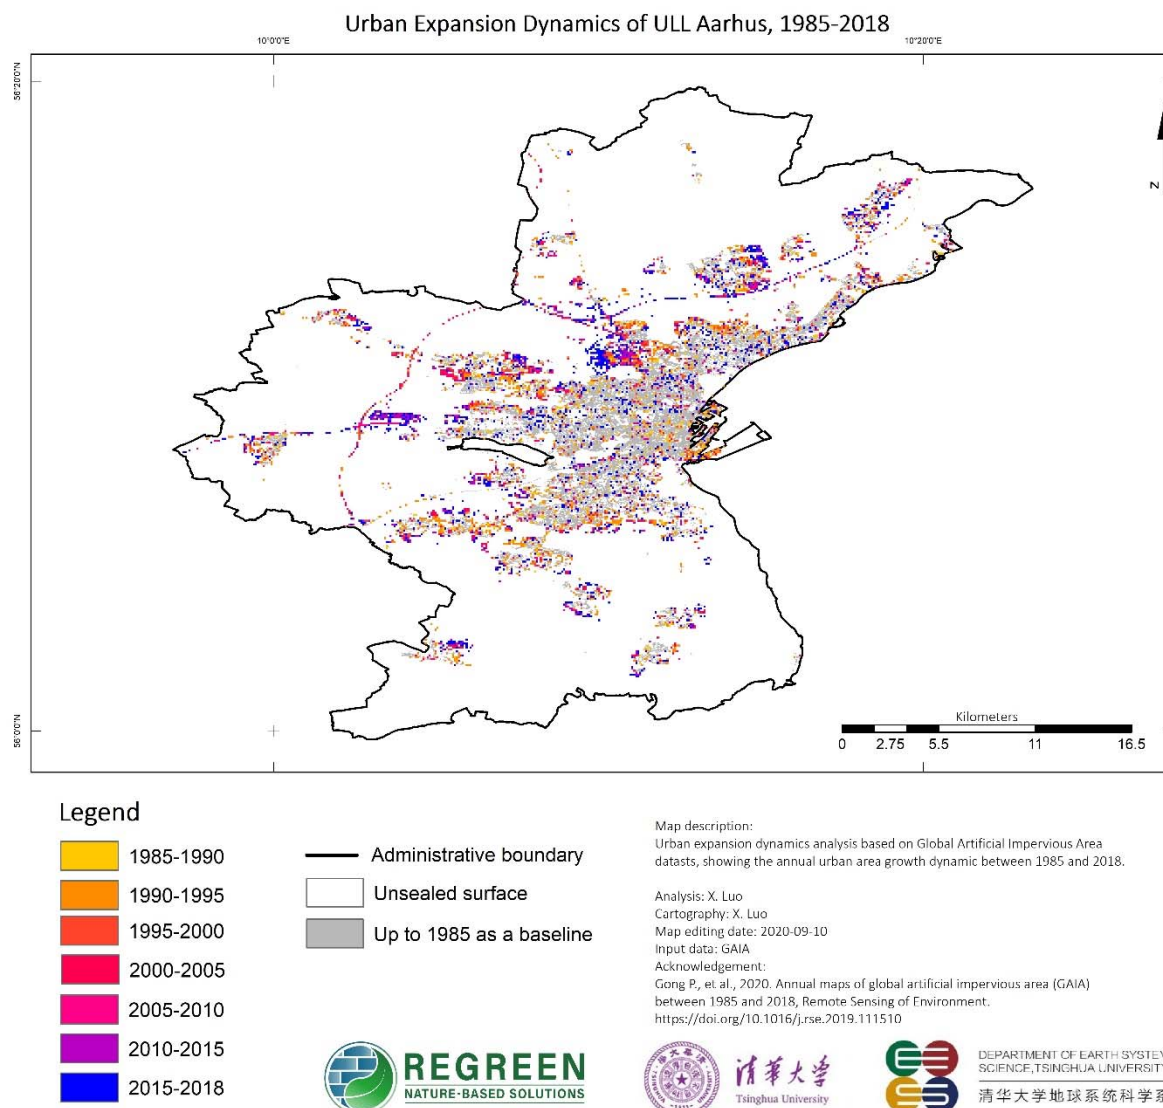 Urban Expansion Dynamics of ULL Aarhus, 1985-2018
10°0'0"E
10°20'0"E
56°20'0"N
N
56°0'0"N
Kilometers
0 2.75 5.5 11 16.5
Legend
1985-1990
1990-1995
1995-2000
2000-2005
2005-2010
2010-2015
2015-2018
Administrative boundary
Unsealed surface
Up to 1985 as a baseline
Map description:
Urban expansion dynamics analysis based on Global Artificial Impervious Area
datasts, showing the annual urban area growth dynamic between 1985 and 2018.
Analysis: X. Luo
Cartography: X. Luo
Map editing date: 2020-09-10
Input data: GAIA
Acknowledgement:
Gong P., et al., 2020. Annual maps of global artificial impervious area (GAIA)
between 1985 and 2018, Remote Sensing of Environment.
https://doi.org/10.1016/j.rse.2019.111510
REGREEN
NATURE-BASED SOLUTIONS
清華大学
Tsinghua University
DEPARTMENT OF EARTH SYSTEM
SCIENCE,TSINGHUA UNIVERSITY
清华大学地球系统科学系